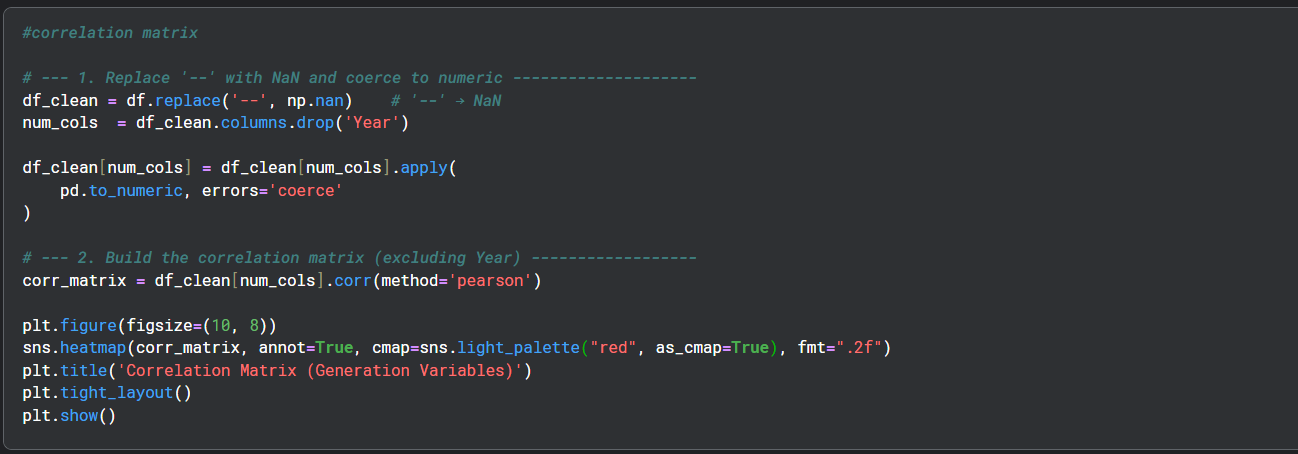 #correlation matrix
# --- 1. Replace '--' with NaN and coerce to numeric --------------------
df_clean = df.replace('--', np.nan)    # '--' → NaN
num_cols  = df_clean.columns.drop('Year')
df_clean[num_cols] = df_clean[num_cols].apply(
    pd.to_numeric, errors='coerce'
)
# --- 2. Build the correlation matrix (excluding Year) ------------------
corr_matrix = df_clean[num_cols].corr(method='pearson')
plt.figure(figsize=(10, 8))
sns.heatmap(corr_matrix, annot=True, cmap=sns.light_palette("red", as_cmap=True), fmt=".2f")
plt.title('Correlation Matrix (Generation Variables)')
plt.tight_layout()
plt.show()